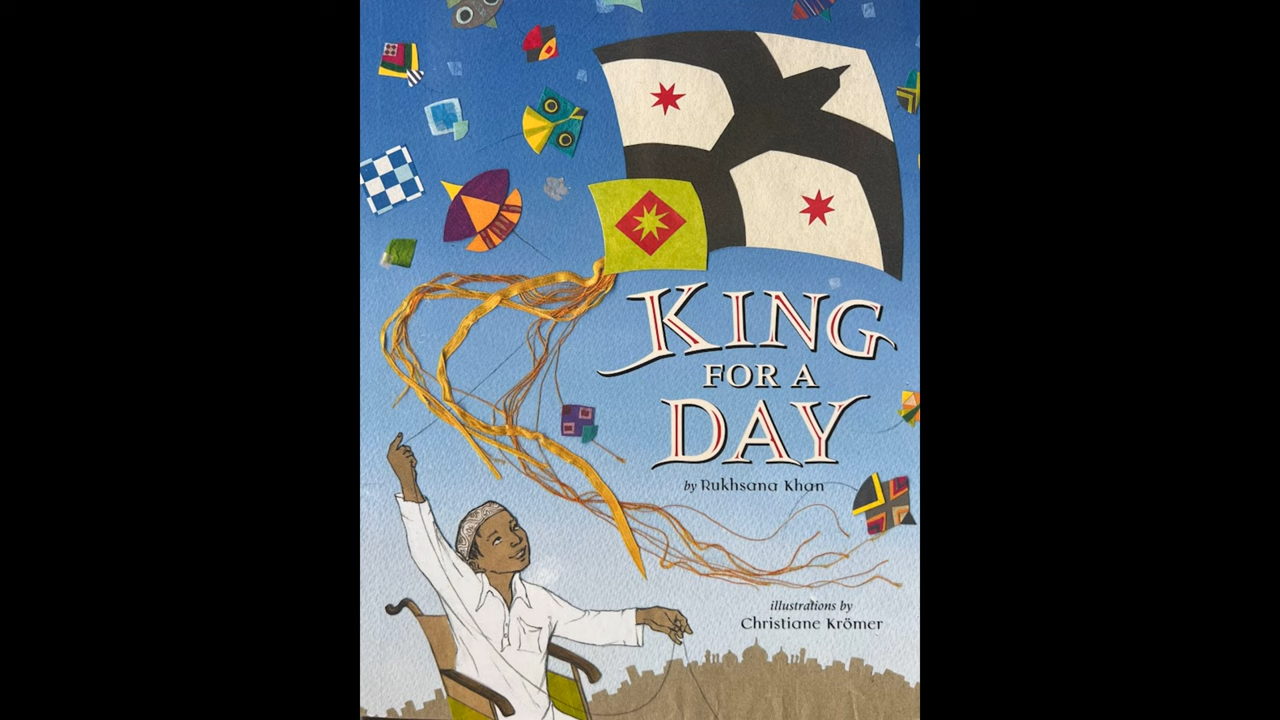 KING
FOR A
DAY
by Rukhsana Khan
illustrations by
Christiane Krömer